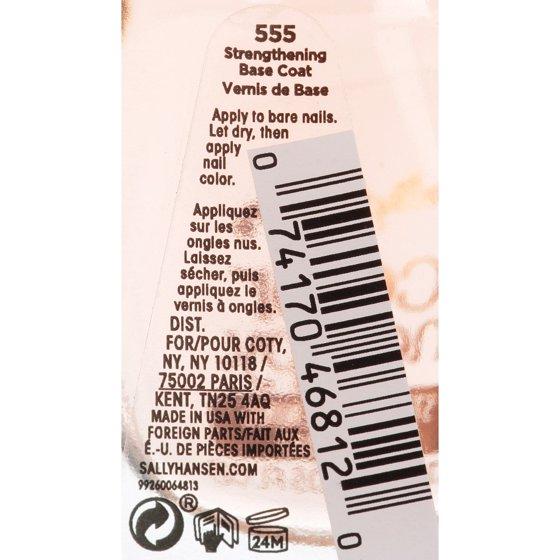 555
Strengthening
Base Coat
Vernis de Base
Apply to bare nails.
Let dry, then
apply
nail
color.
Appliquez
sur les
ongles nus.
Laissez
sécher, puis
appliquez le
vernis à ongles.
DIST.
FOR/POUR COTY,
NY, NY 10118 /
75002 PARIS /
KENT, TN25 4AQ
MADE IN USA WITH
FOREIGN PARTS/FAIT AUX
É.-U. DE PIÈCES IMPORTÉES
SALLYHANSEN.COM
99260064813
®
24M
0 74170 46812 0